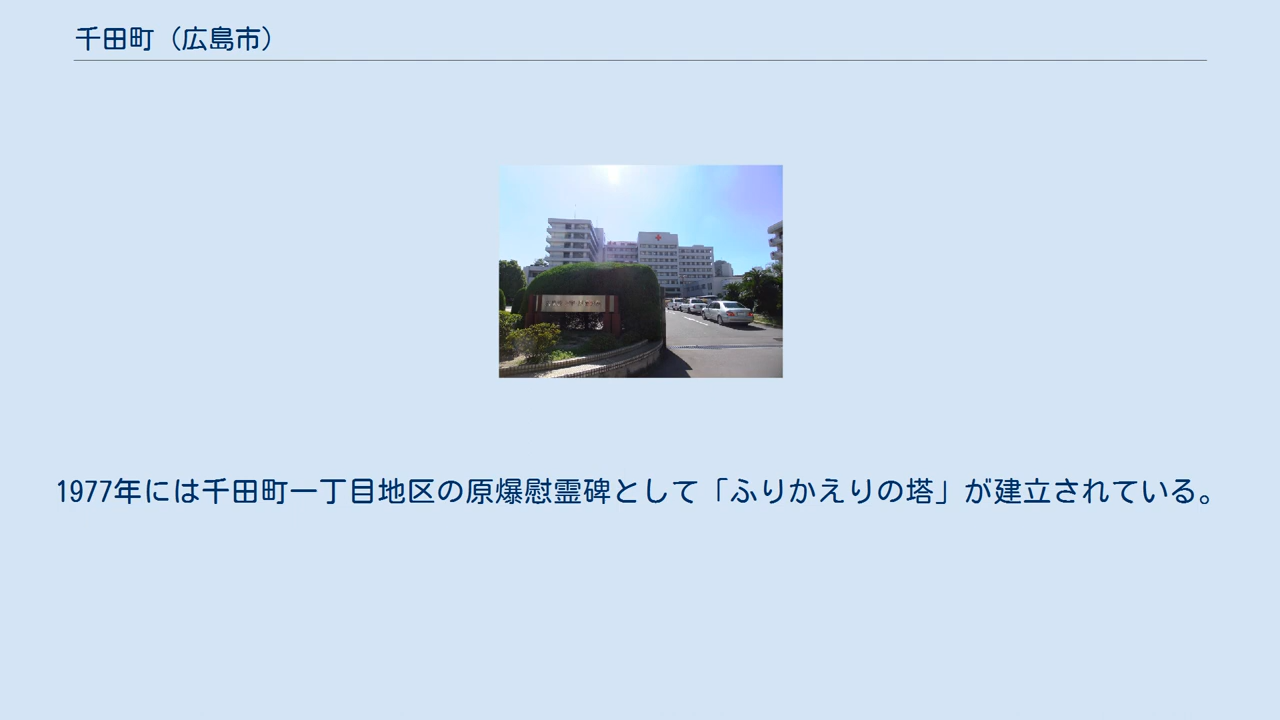 千田町（広島市）
1977年には千田町一丁目地区の原爆慰霊碑として「ふりかえりの塔」が建立されている。